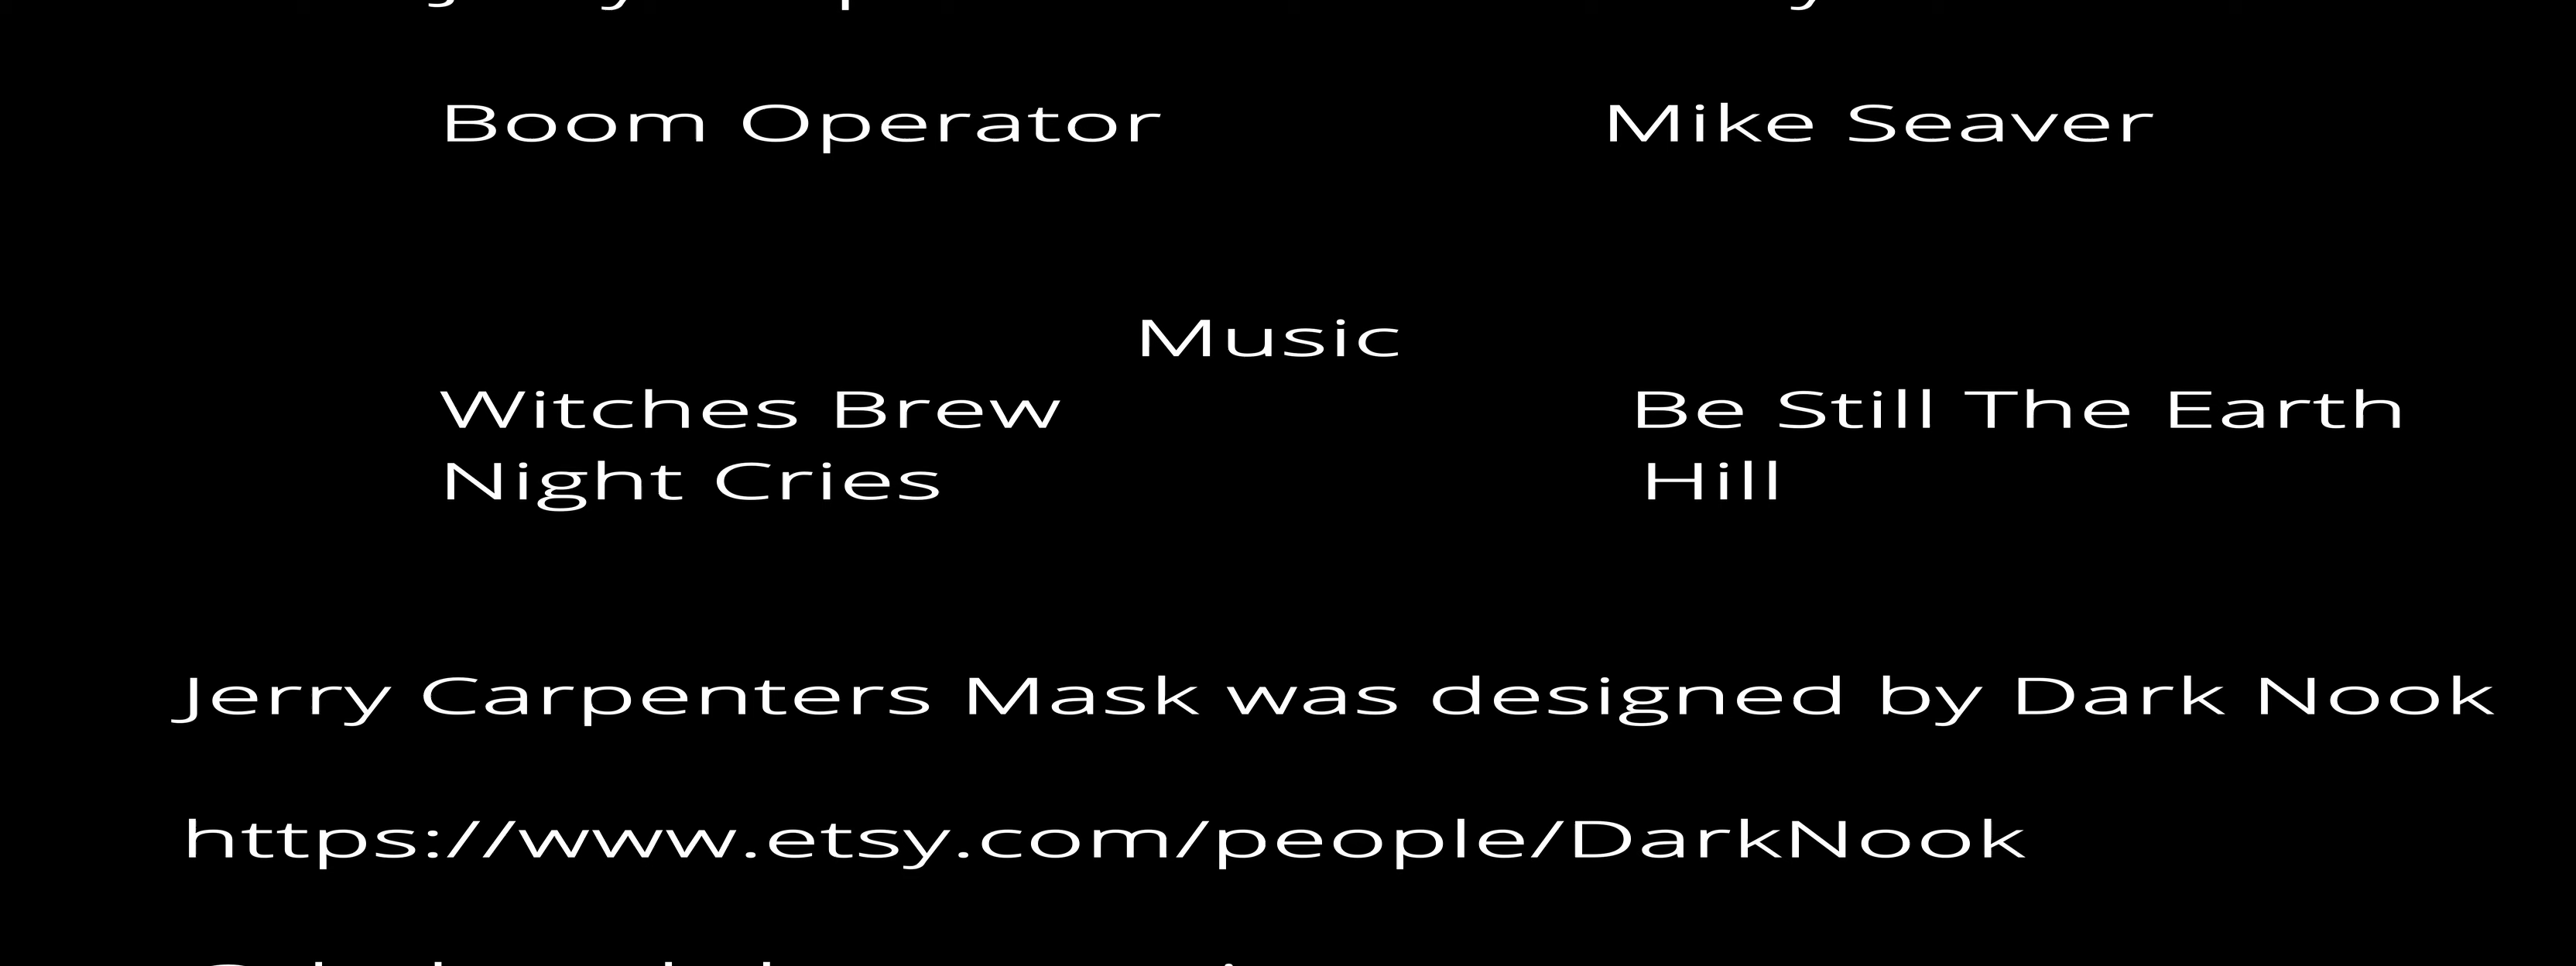 Boom Operator Mike Seaver
Music
Witches Brew Be Still The Earth
Night Cries Hill
Jerry Carpenters Mask was designed by Dark Nook
https://www.etsy.com/people/DarkNook